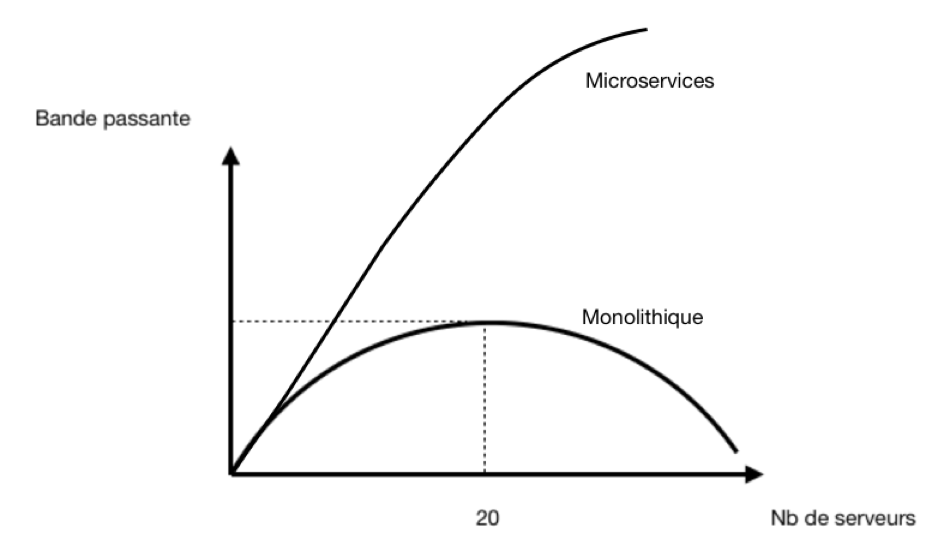 Microservices
Bande passante
Monolithique
20
Nb de serveurs